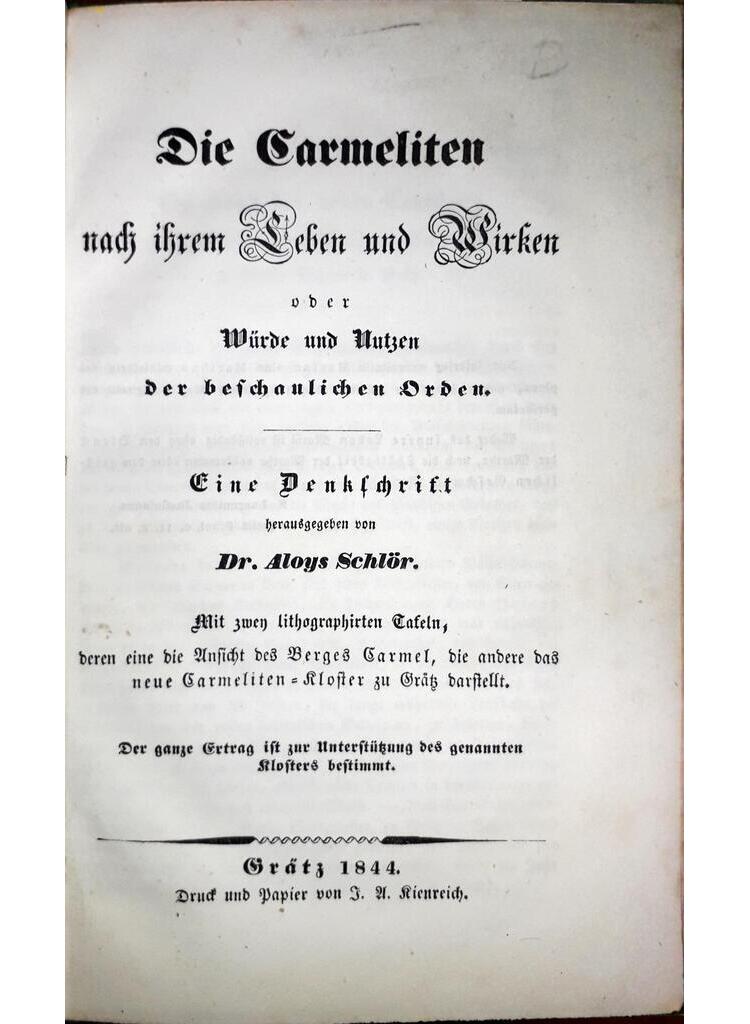 Die Carmeliten
nach ihrem Leben und Wirken
oder
Würde und Nutzen
der beschaulichen Orden.
Eine Denkschrift
herausgegeben von
Dr. Aloys Schlör.
Mit zwey lithographirten Tafeln,
deren eine die Ansicht des Berges Carmel, die andere das
neue Carmeliten=Kloster zu Grätz darstellt.
Der ganze Ertrag ist zur Unterstützung des genannten
Klosters bestimmt.
Grätz 1844.
Druck und Papier von J. A. Kienreich.